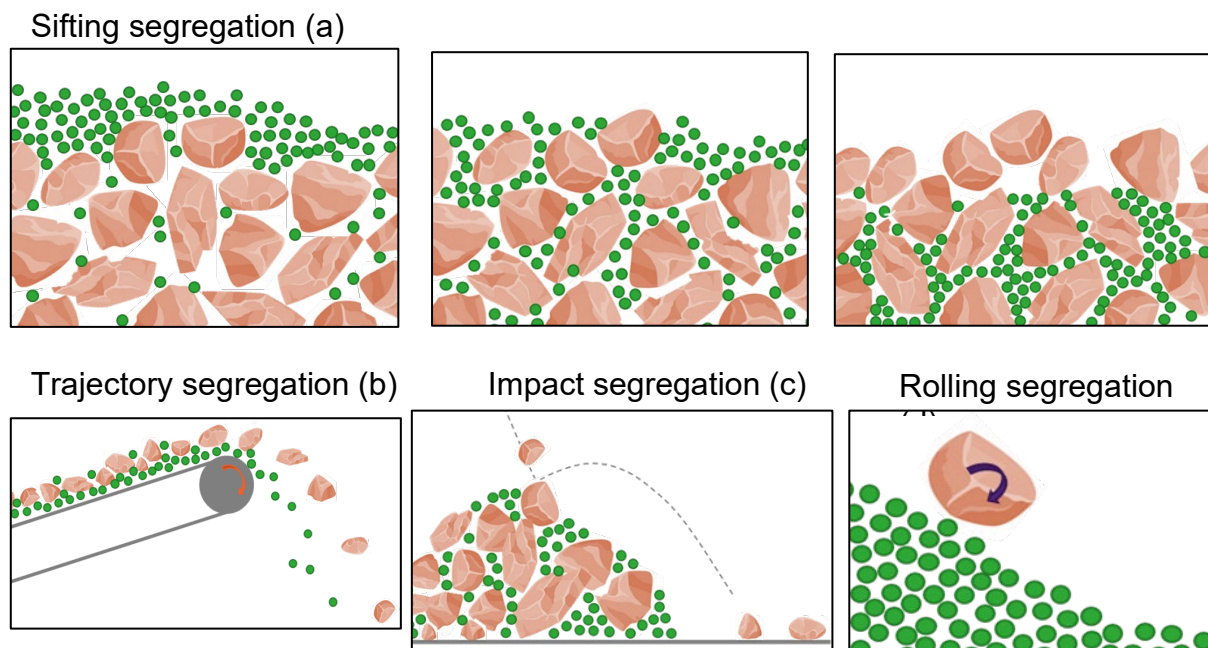 Sifting segregation (a)
Trajectory segregation (b)
Impact segregation (c)
Rolling segregation